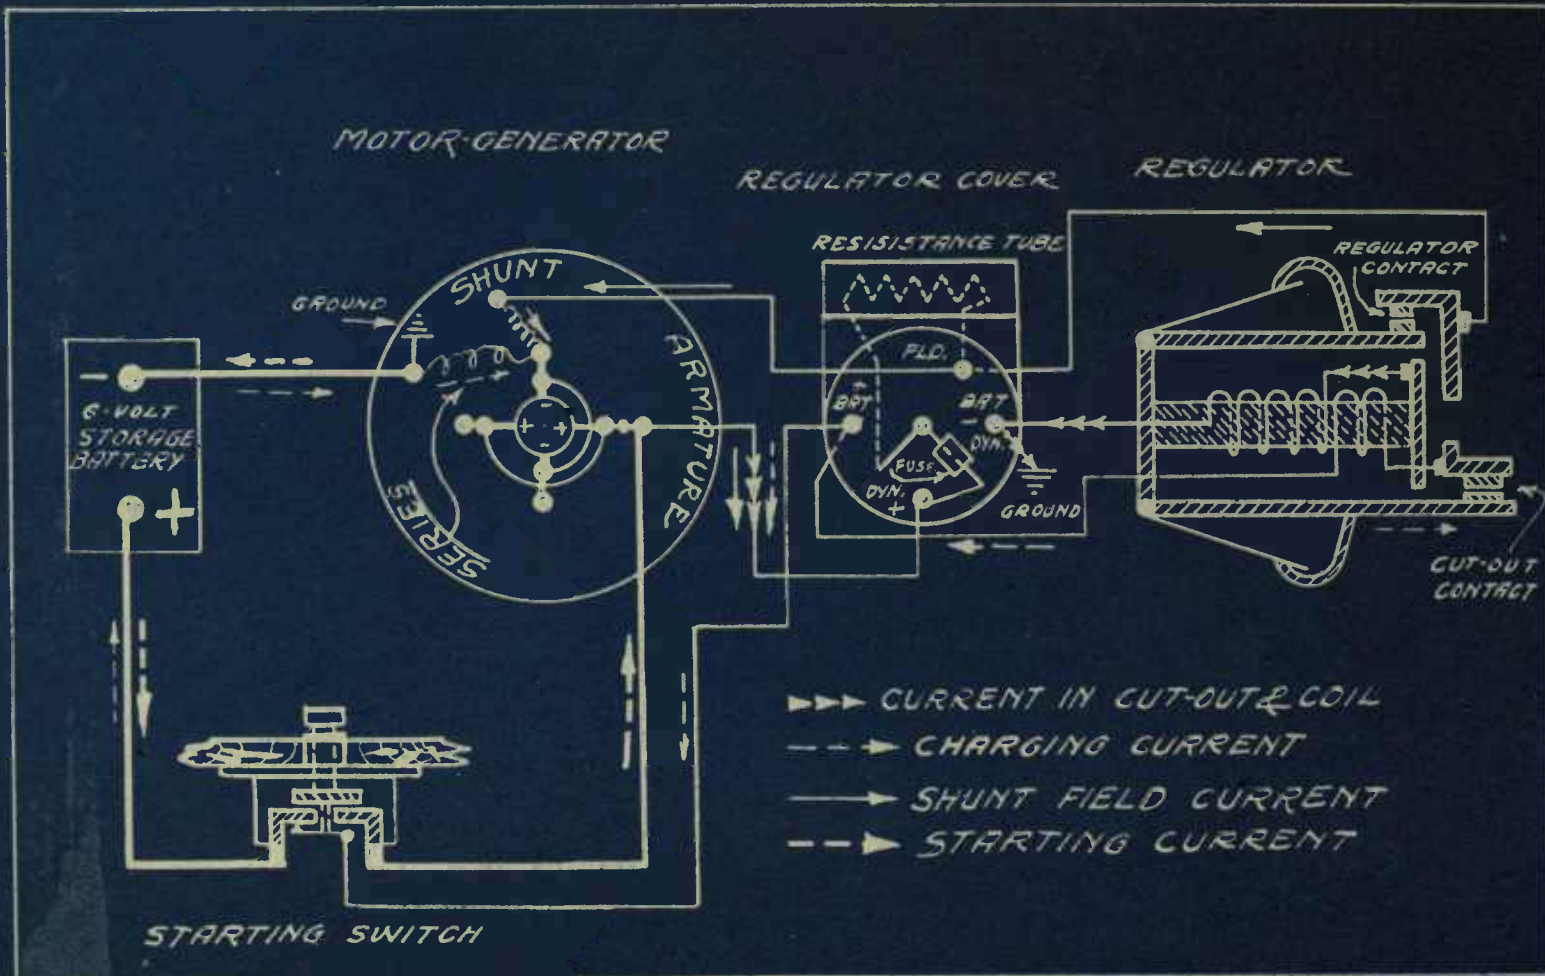 MOTOR-GENERATOR
REGULATOR COVER
REGULATOR
RESISISTANCE TUBE
REGULATOR
CONTACT
GROUND
SHUNT
ARMATURE
SERIES
-
6-VOLT
STORAGE
BATTERY
+
FLD.
+
BAT
BAT
-
DYN.
FUSE
DYN.
+
GROUND
+ - + -
CUT-OUT
CONTACT
CURRENT IN CUT-OUT & COIL
CHARGING CURRENT
SHUNT FIELD CURRENT
STARTING CURRENT
STARTING SWITCH